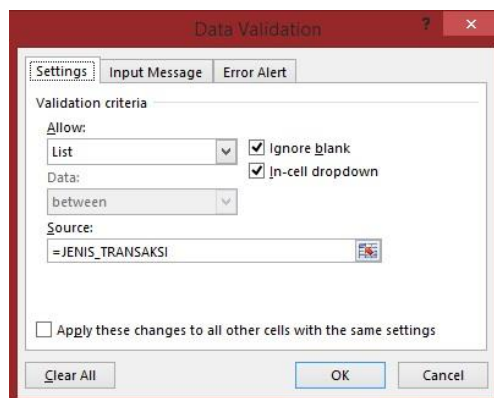 Data Validation ? ×
Settings Input Message Error Alert
Validation criteria
Allow:
List
Ignore blank
In-cell dropdown
Data:
between
Source:
=JENIS_TRANSAKSI
Apply these changes to all other cells with the same settings
Clear All OK Cancel